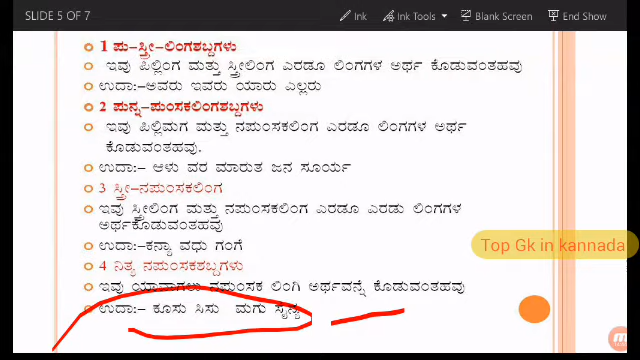 SLIDE 5 OF 7
Ink
Ink Tools
Blank Screen
End Show
1 ಪು-ಸ್ತ್ರೀ-ಲಿಂಗಶಬ್ದಗಳು
ಇವು ಪಿಲ್ಲಿಂಗ ಮತ್ತು ಸ್ತ್ರೀಲಿಂಗ ಎರಡೂ ಲಿಂಗಗಳ ಅರ್ಥ ಕೊಡುವಂತಹವು
ಉದಾ:-ಅವರು ಇವರು ಯಾರು ಎಲ್ಲರು
2 ಪುನ್ನ-ಪುಂಸಕಲಿಂಗಶಬ್ದಗಳು
ಇವು ಪಿಲ್ಲಿಮಗ ಮತ್ತು ನಪುಂಸಕಲಿಂಗ ಎರಡೂ ಲಿಂಗಗಳ ಅರ್ಥ
ಕೊಡುವಂತಹವು.
ಉದಾ:- ಆಳು ವರ ಮಾರುತ ಜನ ಸೂರ್ಯ
3 ಸ್ತ್ರೀ-ನಪುಂಸಕಲಿಂಗ
ಇವು ಸ್ತ್ರೀಲಿಂಗ ಮತ್ತು ನಪುಂಸಕಲಿಂಗ ಎರಡೂ ಎರಡು ಲಿಂಗಗಳ
ಅರ್ಥಕೊಡುವಂತಹವು
ಉದಾ:-ಕನ್ಯಾ ವಧು ಗಂಗೆ
Top Gk in kannada
4 ನಿತ್ಯ ನಪುಂಸಕಶಬ್ದಗಳು
ಇವು ಯಾವಾಗಲು ನಪುಂಸಕ ಲಿಂಗಿ ಅರ್ಥವನ್ನೆ ಕೊಡುವಂತಹವು
ಉದಾ:- ಕೂಸು ಸಿಸು ಮಗು ಸೈನ್ಯ